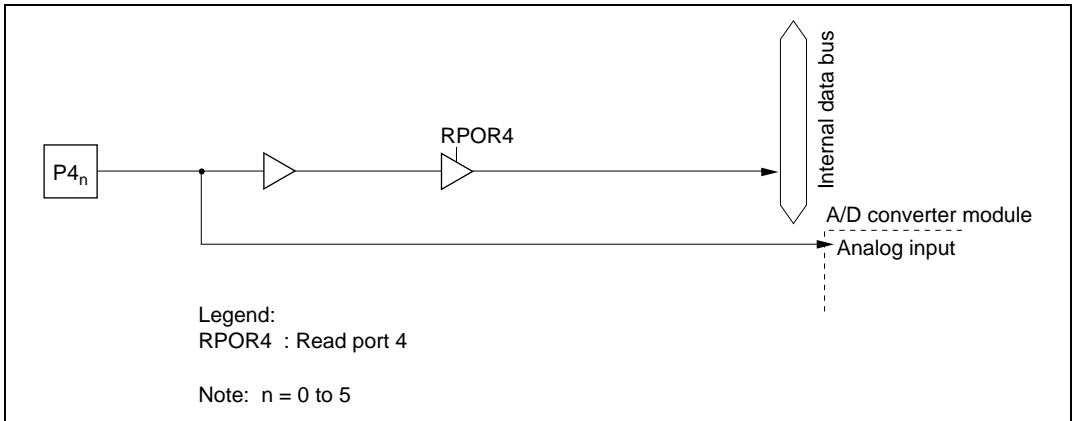 RPOR4
P4n
Internal data bus
A/D converter module
Analog input
Legend:
RPOR4 : Read port 4
Note: n = 0 to 5